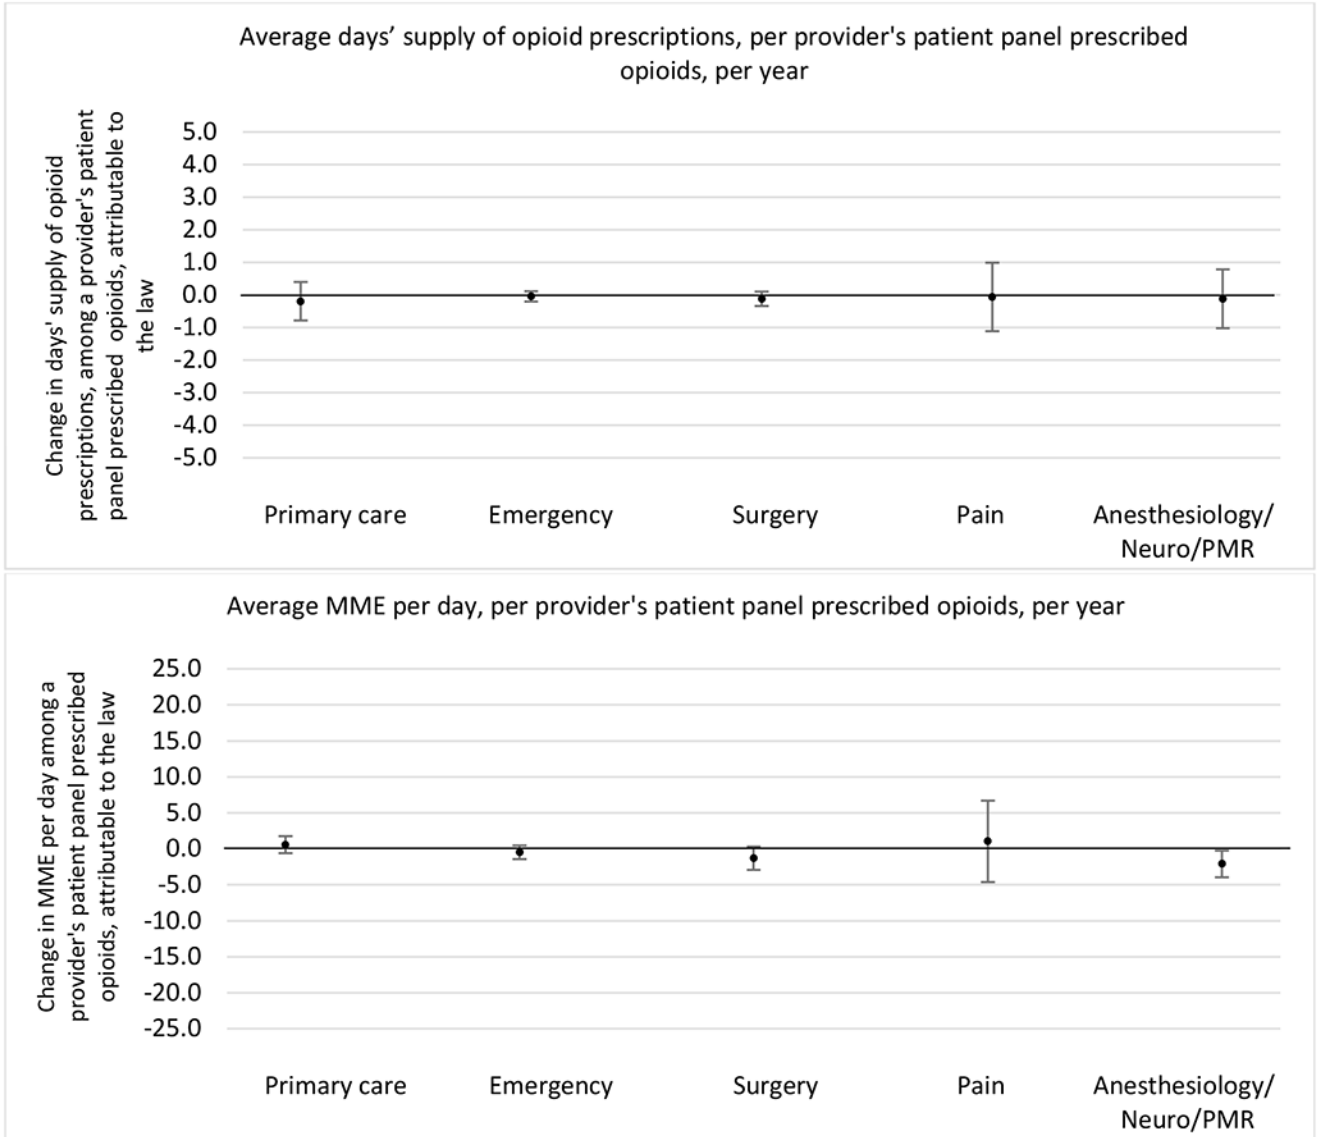 Average days’ supply of opioid prescriptions, per provider's patient panel prescribed
opioids, per year
Change in days' supply of opioid
prescriptions, among a provider's patient
panel prescribed opioids, attributable to
the law
5.0
4.0
3.0
2.0
1.0
0.0
-1.0
-2.0
-3.0
-4.0
-5.0
Primary care
Emergency
Surgery
Pain
Anesthesiology/
Neuro/PMR
Average MME per day, per provider's patient panel prescribed opioids, per year
Change in MME per day among a
provider's patient panel prescribed
opioids, attributable to the law
25.0
20.0
15.0
10.0
5.0
0.0
-5.0
-10.0
-15.0
-20.0
-25.0
Primary care
Emergency
Surgery
Pain
Anesthesiology/
Neuro/PMR